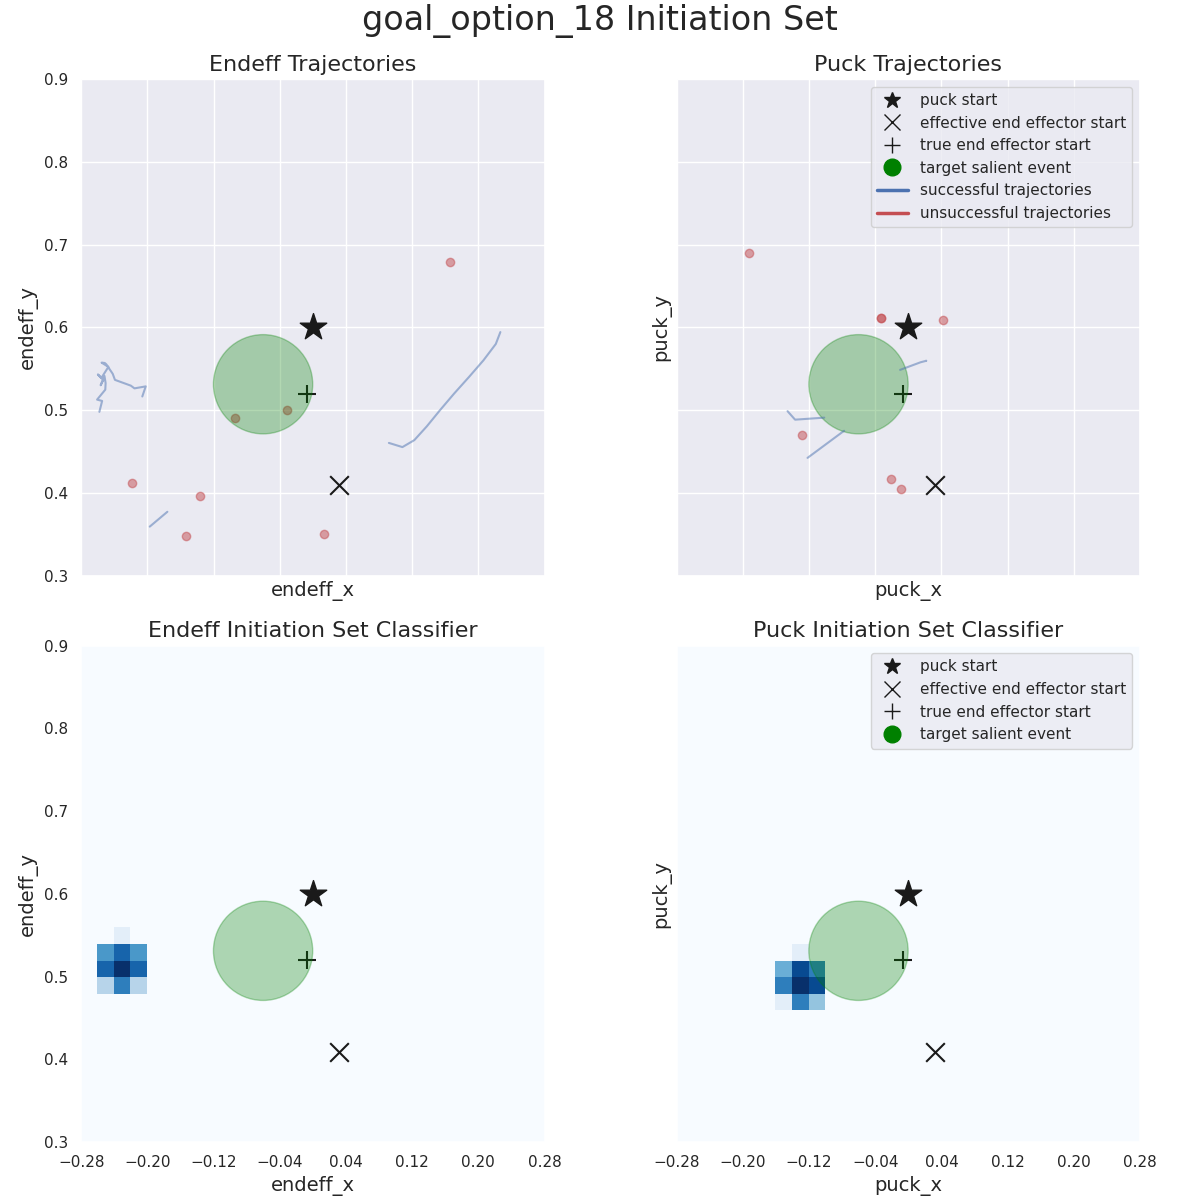 goal_option_18 Initiation Set
Endeff Trajectories
0.9
0.8
0.7
0.6
0.5
0.4
0.3
endeff_y
endeff_x
Puck Trajectories
puck start
effective end effector start
true end effector start
target salient event
successful trajectories
unsuccessful trajectories
puck_y
puck_x
Endeff Initiation Set Classifier
0.9
0.8
0.7
0.6
0.5
0.4
0.3
endeff_y
−0.28 −0.20 −0.12 −0.04 0.04 0.12 0.20 0.28
endeff_x
Puck Initiation Set Classifier
puck start
effective end effector start
true end effector start
target salient event
puck_y
−0.28 −0.20 −0.12 −0.04 0.04 0.12 0.20 0.28
puck_x